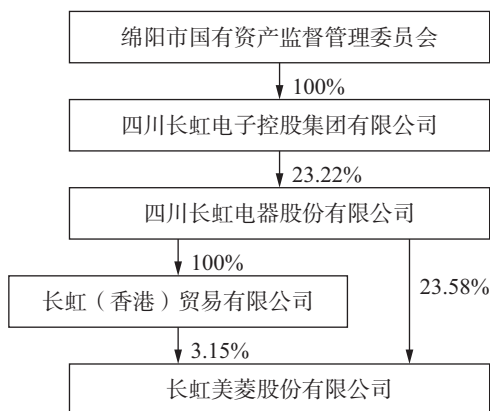 绵阳市国有资产监督管理委员会
100%
四川长虹电子控股集团有限公司
23.22%
四川长虹电器股份有限公司
100%
长虹（香港）贸易有限公司
23.58%
3.15%
长虹美菱股份有限公司